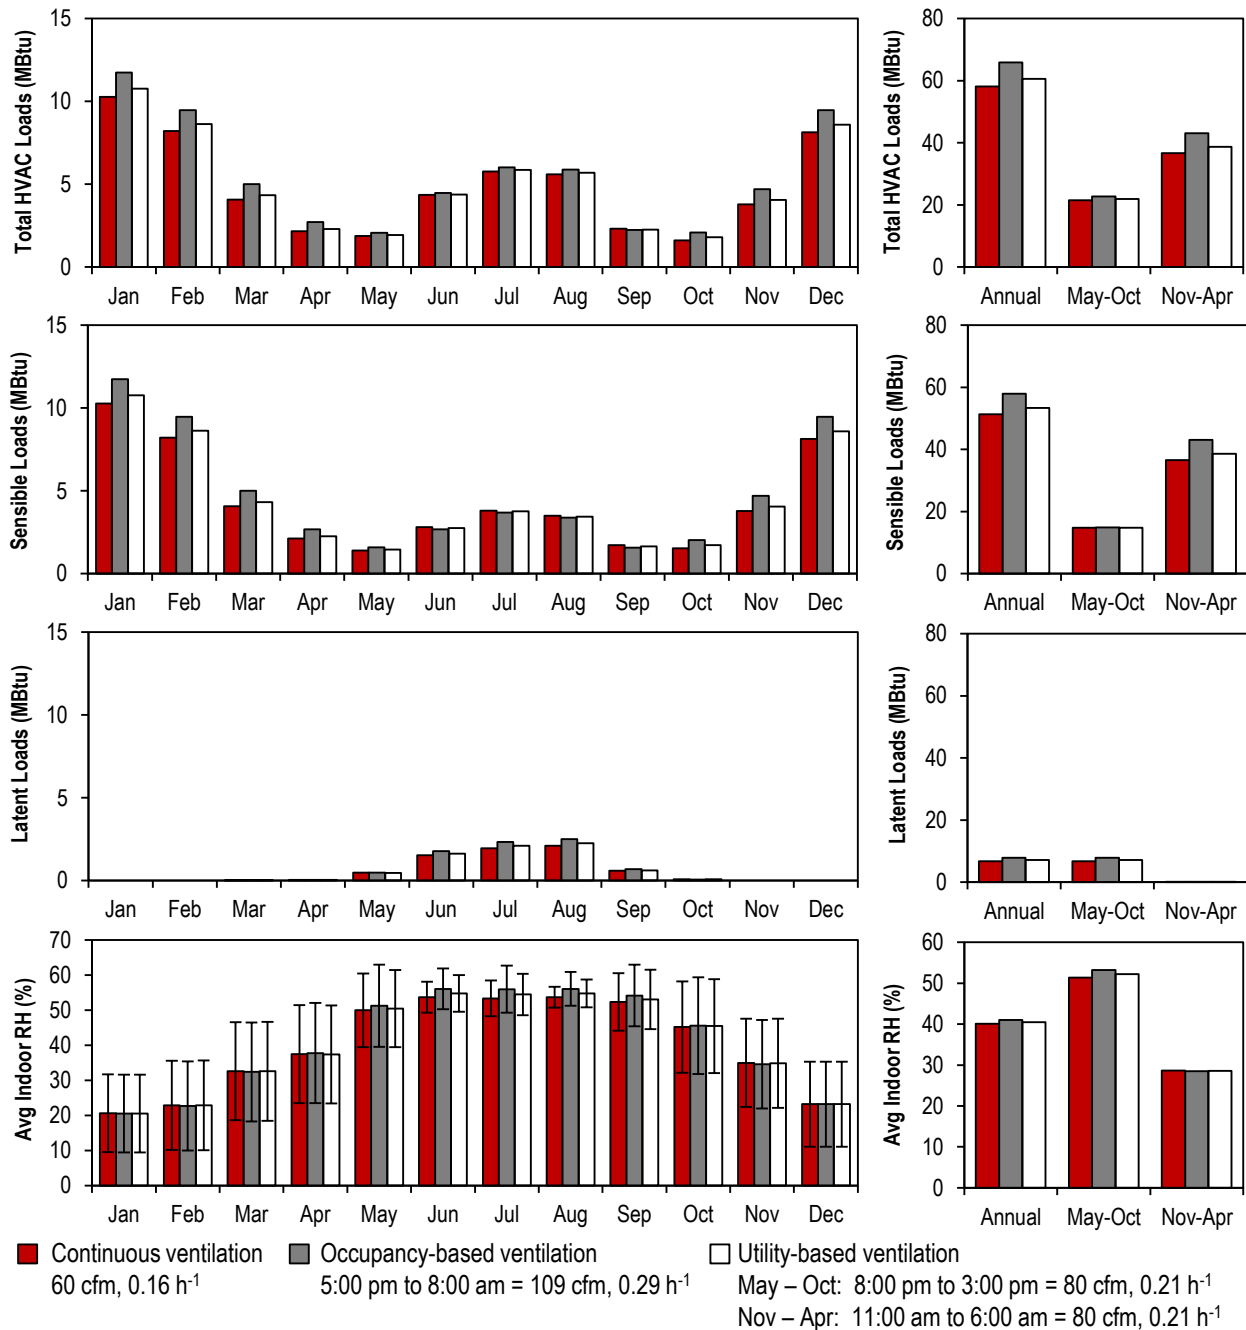 Total HVAC Loads (MBtu)
15
10
5
0
Jan Feb Mar Apr May Jun Jul Aug Sep Oct Nov Dec
Total HVAC Loads (MBtu)
80
60
40
20
0
Annual May-Oct Nov-Apr
Sensible Loads (MBtu)
15
10
5
0
Jan Feb Mar Apr May Jun Jul Aug Sep Oct Nov Dec
Sensible Loads (MBtu)
80
60
40
20
0
Annual May-Oct Nov-Apr
Latent Loads (MBtu)
15
10
5
0
Jan Feb Mar Apr May Jun Jul Aug Sep Oct Nov Dec
Latent Loads (MBtu)
80
60
40
20
0
Annual May-Oct Nov-Apr
Avg Indoor RH (%)
70
60
50
40
30
20
10
0
Jan Feb Mar Apr May Jun Jul Aug Sep Oct Nov Dec
Avg Indoor RH (%)
60
50
40
30
20
10
0
Annual May-Oct Nov-Apr
Continuous ventilation
60 cfm, 0.16 h⁻¹
Occupancy-based ventilation
5:00 pm to 8:00 am = 109 cfm, 0.29 h⁻¹
Utility-based ventilation
May – Oct: 8:00 pm to 3:00 pm = 80 cfm, 0.21 h⁻¹
Nov – Apr: 11:00 am to 6:00 am = 80 cfm, 0.21 h⁻¹